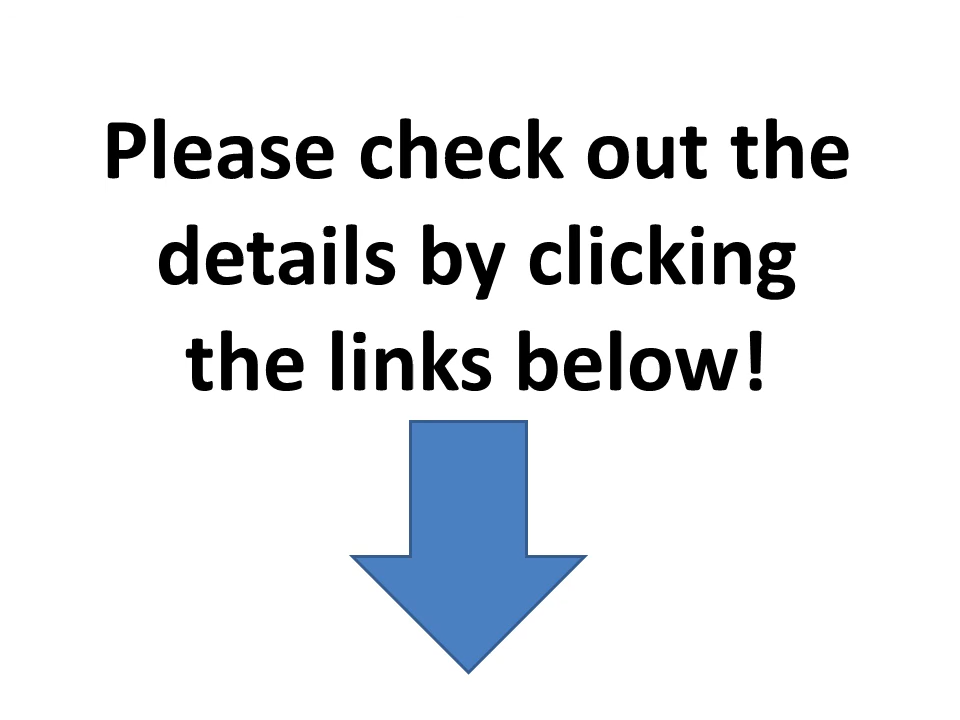 Please check out the
details by clicking
the links below!